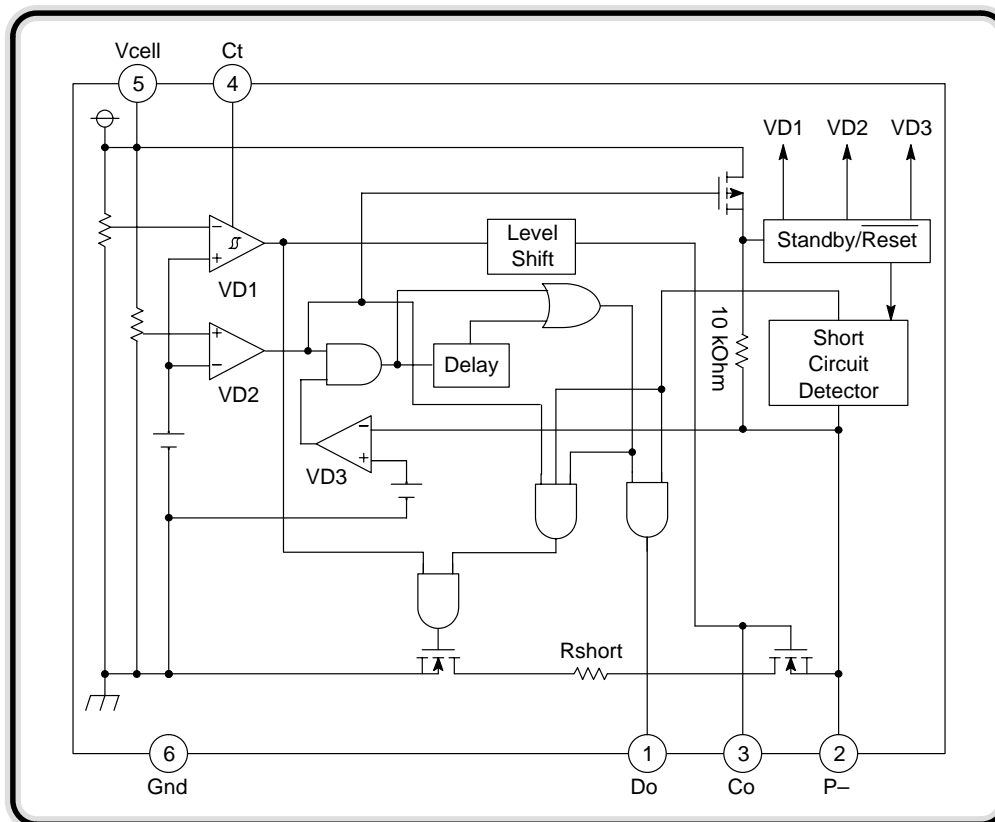 Vcell Ct
5 4
VD1 VD2 VD3
− +
VD1
Level
Shift
Standby/Reset
+ −
VD2
Delay
10 kOhm
Short
Circuit
Detector
− +
VD3
Rshort
6 1 3 2
Gnd Do Co P–